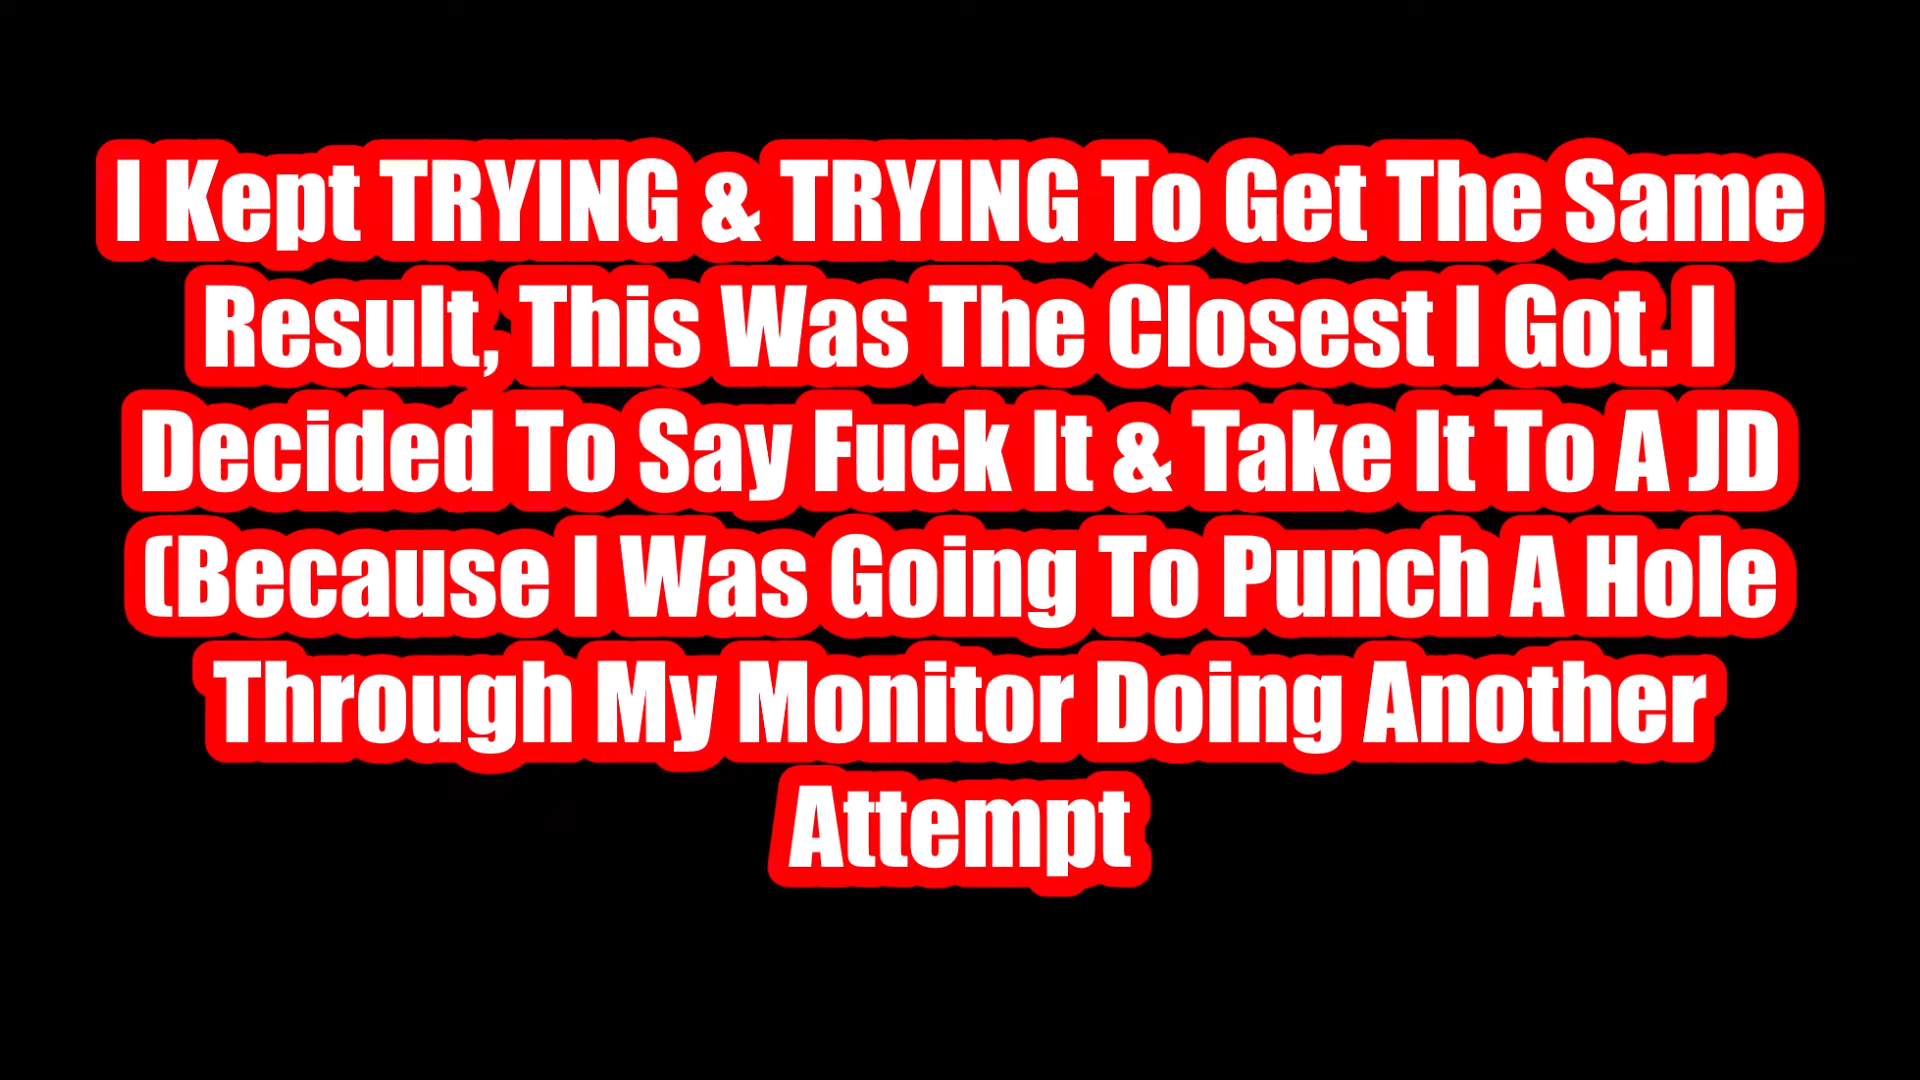 I Kept TRYING & TRYING To Get The Same
Result, This Was The Closest I Got. I
Decided To Say Fuck It & Take It To A JD
(Because I Was Going To Punch A Hole
Through My Monitor Doing Another
Attempt